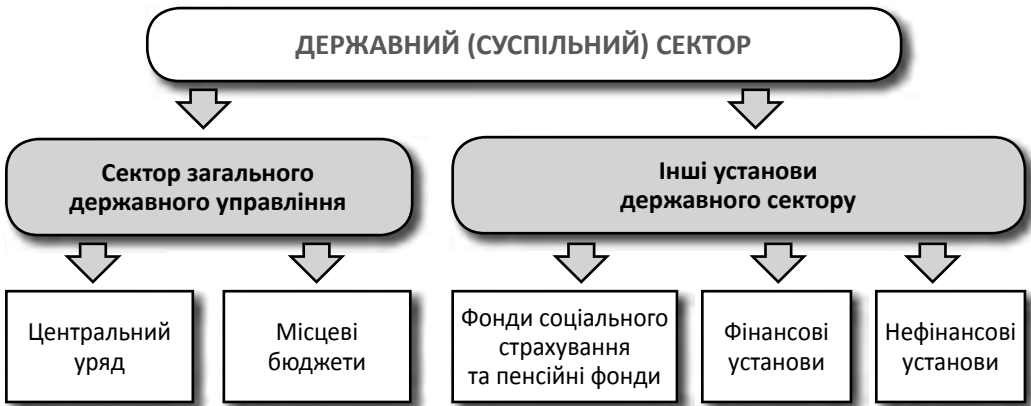 ДЕРЖАВНИЙ (СУСПІЛЬНИЙ) СЕКТОР
Сектор загального
державного управління
Інші установи
державного сектору
Центральний
уряд
Місцеві
бюджети
Фонди соціального
страхування
та пенсійні фонди
Фінансові
установи
Нефінансові
установи